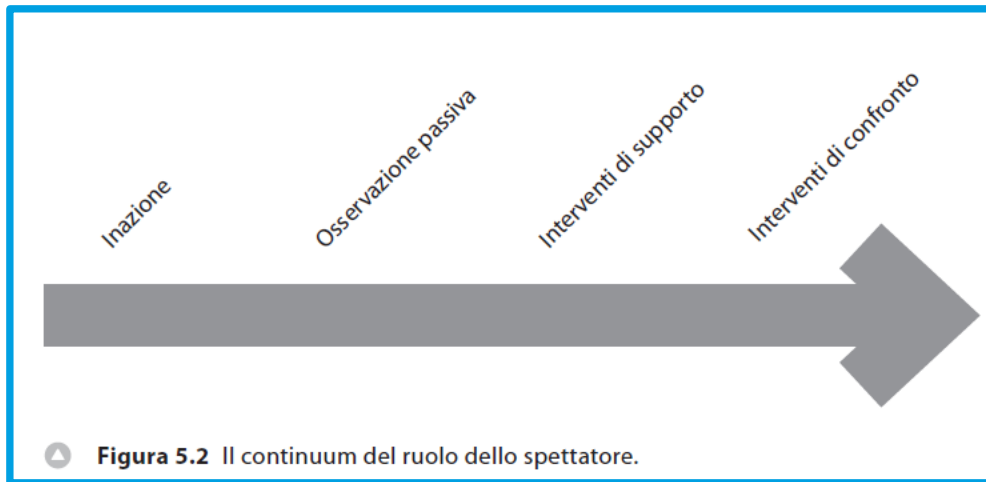 Inazione
Osservazione passiva
Interventi di supporto
Interventi di confronto
Figura 5.2 Il continuum del ruolo dello spettatore.